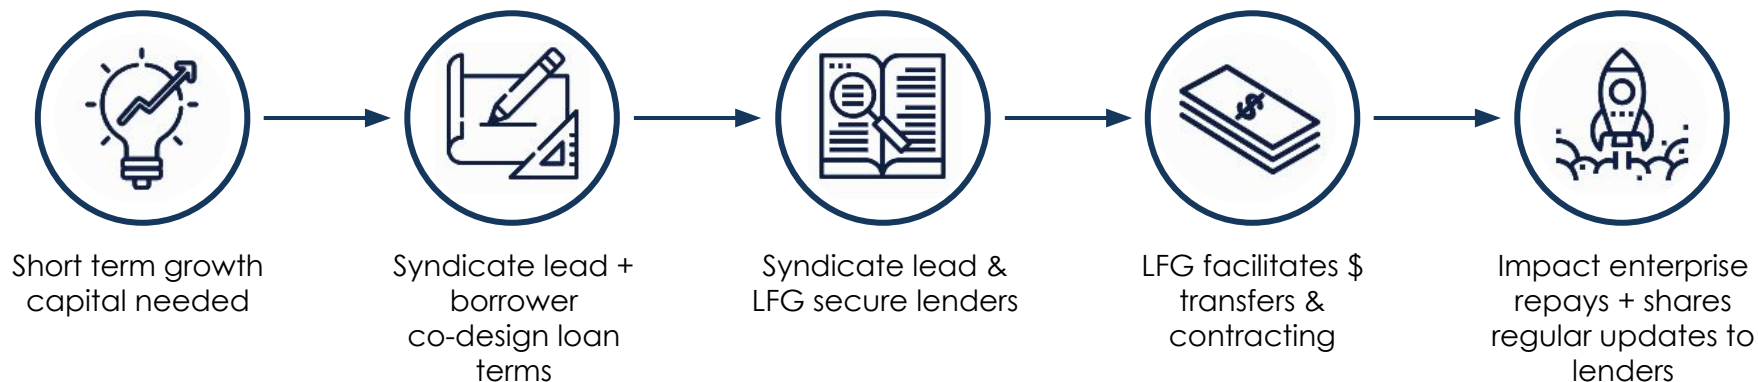 Short term growth
capital needed
Syndicate lead +
borrower
co-design loan
terms
Syndicate lead &
LFG secure lenders
LFG facilitates $
transfers &
contracting
Impact enterprise
repays + shares
regular updates to
lenders